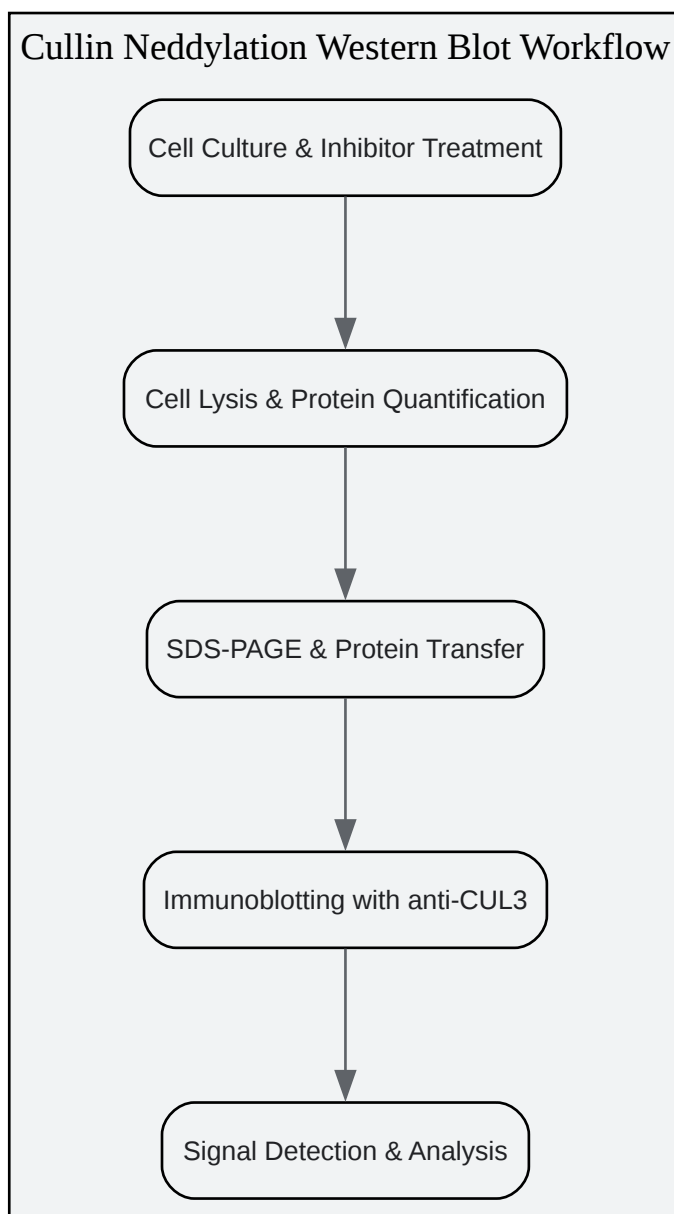 Cullin Neddylation Western Blot Workflow
Cell Culture & Inhibitor Treatment
Cell Lysis & Protein Quantification
SDS-PAGE & Protein Transfer
Immunoblotting with anti-CUL3
Signal Detection & Analysis